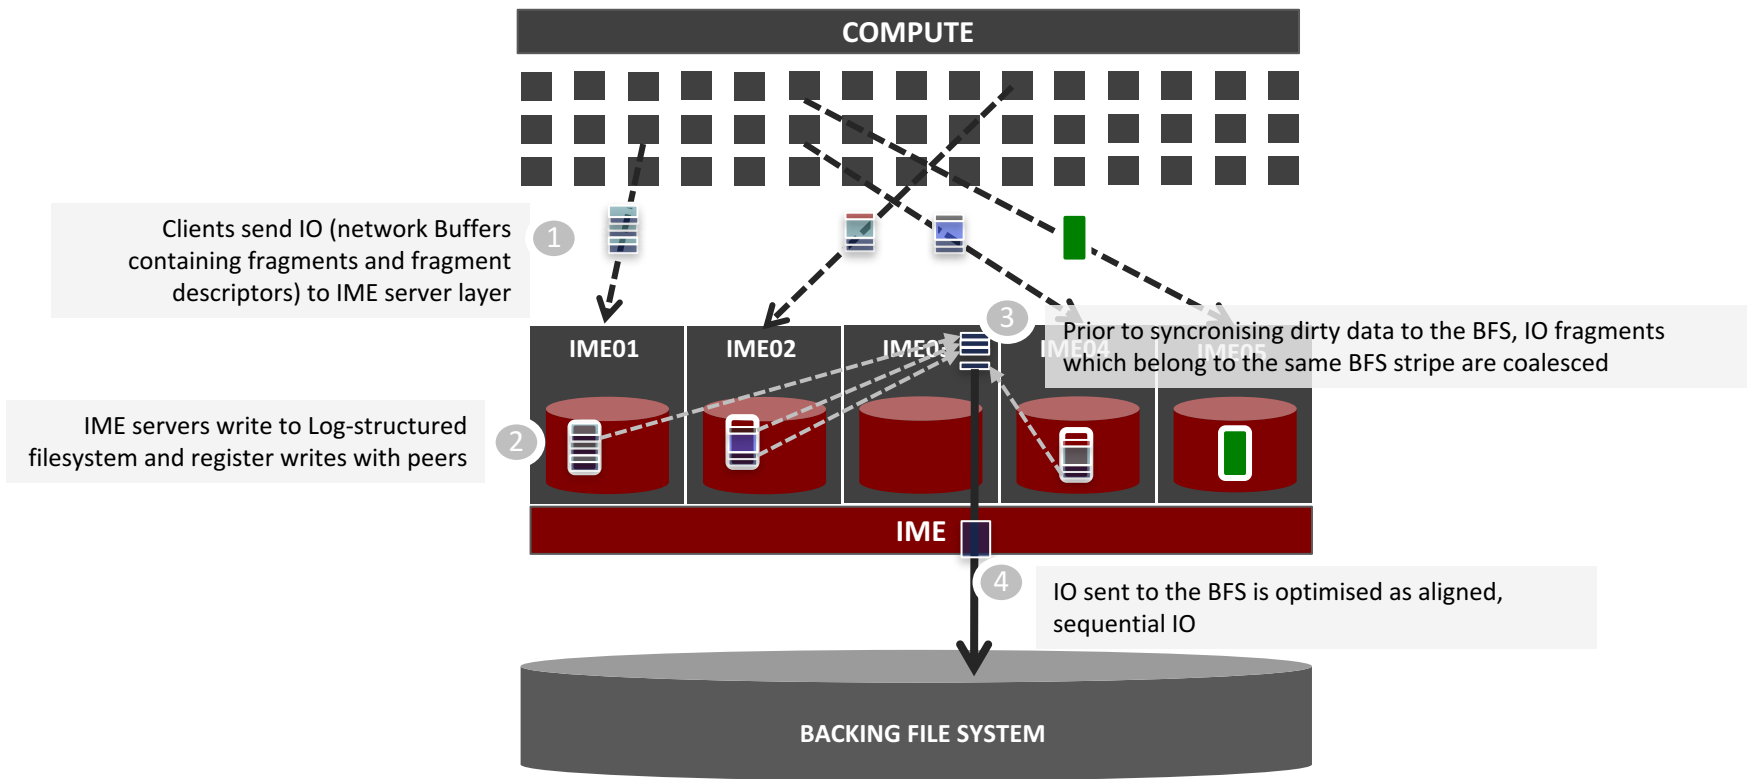 COMPUTE
1
Clients send IO (network Buffers
containing fragments and fragment
descriptors) to IME server layer
3
Prior to syncronising dirty data to the BFS, IO fragments
which belong to the same BFS stripe are coalesced
IME01
IME02
IME03
IME04
IME05
2
IME servers write to Log-structured
filesystem and register writes with peers
IME
4
IO sent to the BFS is optimised as aligned,
sequential IO
BACKING FILE SYSTEM